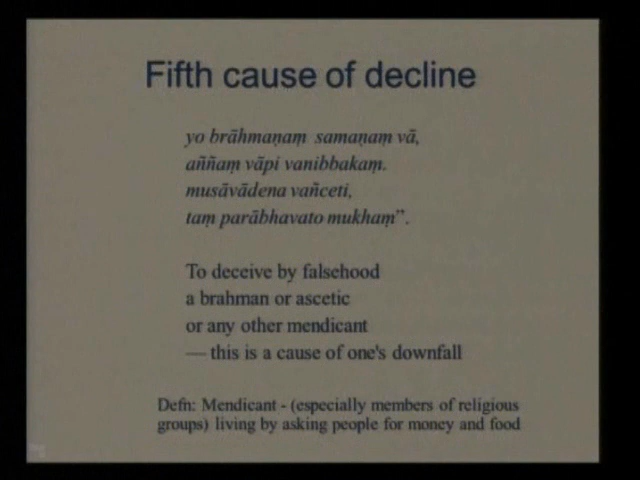 Fifth cause of decline
yo brāhmaṇaṃ samaṇaṃ vā,
aññaṃ vāpi vanibbakaṃ.
musāvādena vañceti,
taṃ parābhavato mukhaṃ”.
To deceive by falsehood
a brahman or ascetic
or any other mendicant
— this is a cause of one's downfall
Defn: Mendicant - (especially members of religious
groups) living by asking people for money and food